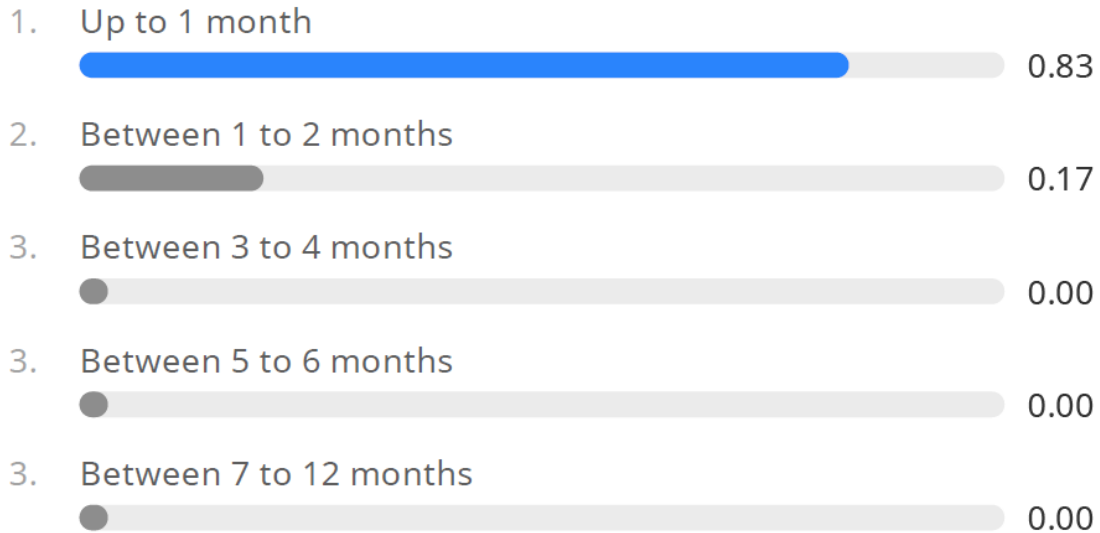 1. Up to 1 month
0.83
2. Between 1 to 2 months
0.17
3. Between 3 to 4 months
0.00
3. Between 5 to 6 months
0.00
3. Between 7 to 12 months
0.00